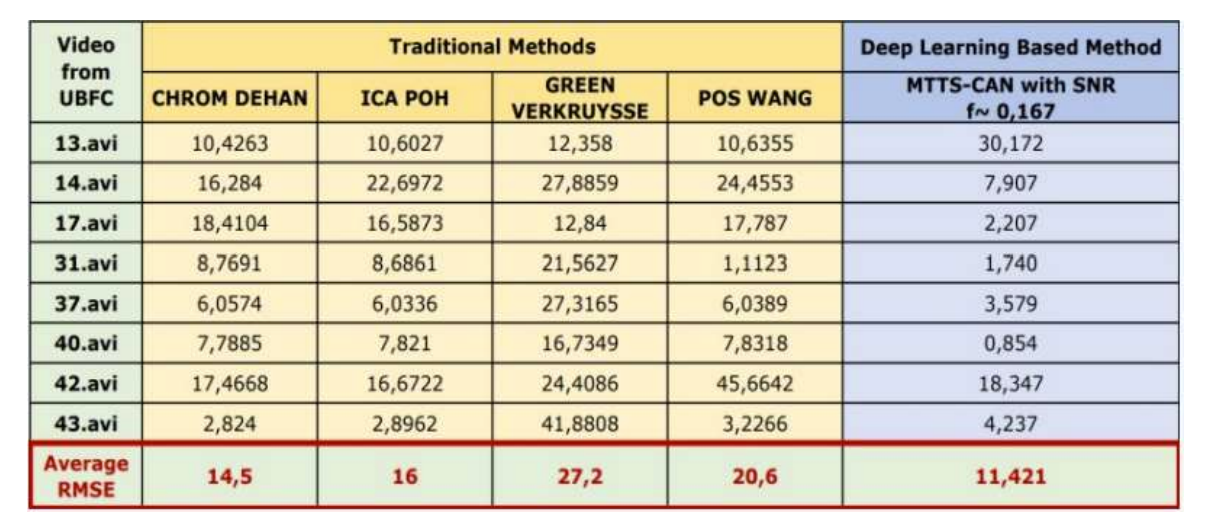 Video from UBFC	Traditional Methods	Deep Learning Based Method
CHROM DEHAN	ICA POH	GREEN VERKRUYSSE	POS WANG	MTTS-CAN with SNR f~ 0,167
13.avi	10,4263	10,6027	12,358	10,6355	30,172
14.avi	16,284	22,6972	27,8859	24,4553	7,907
17.avi	18,4104	16,5873	12,84	17,787	2,207
31.avi	8,7691	8,6861	21,5627	1,1123	1,740
37.avi	6,0574	6,0336	27,3165	6,0389	3,579
40.avi	7,7885	7,821	16,7349	7,8318	0,854
42.avi	17,4668	16,6722	24,4086	45,6642	18,347
43.avi	2,824	2,8962	41,8808	3,2266	4,237
Average RMSE	14,5	16	27,2	20,6	11,421